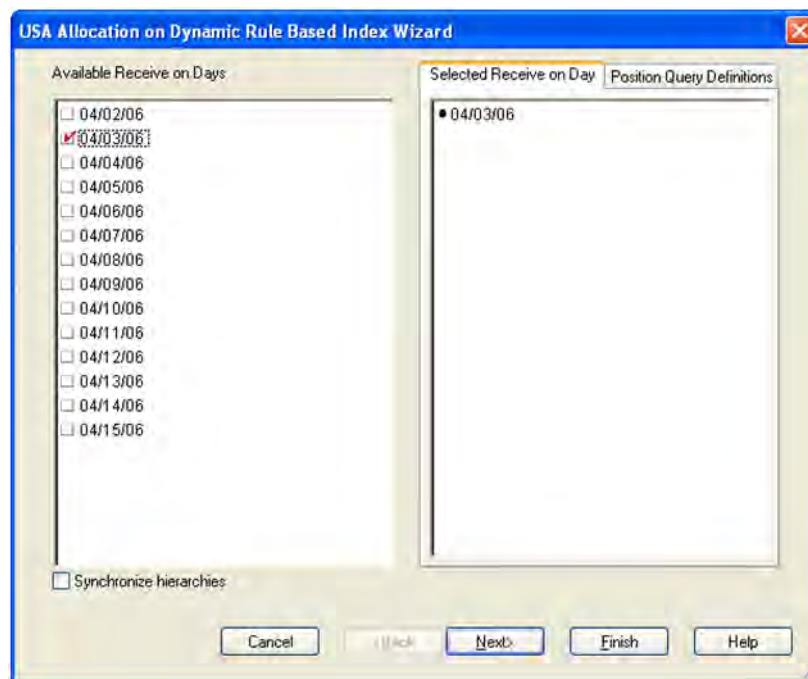 USA Allocation on Dynamic Rule Based Index Wizard
Available Receive on Days
Selected Receive on Day
Position Query Definitions
04/02/06
04/03/06
04/04/06
04/05/06
04/06/06
04/07/06
04/08/06
04/09/06
04/10/06
04/11/06
04/12/06
04/13/06
04/14/06
04/15/06
• 04/03/06
Synchronize hierarchies
Cancel
<Back
Next>
Finish
Help